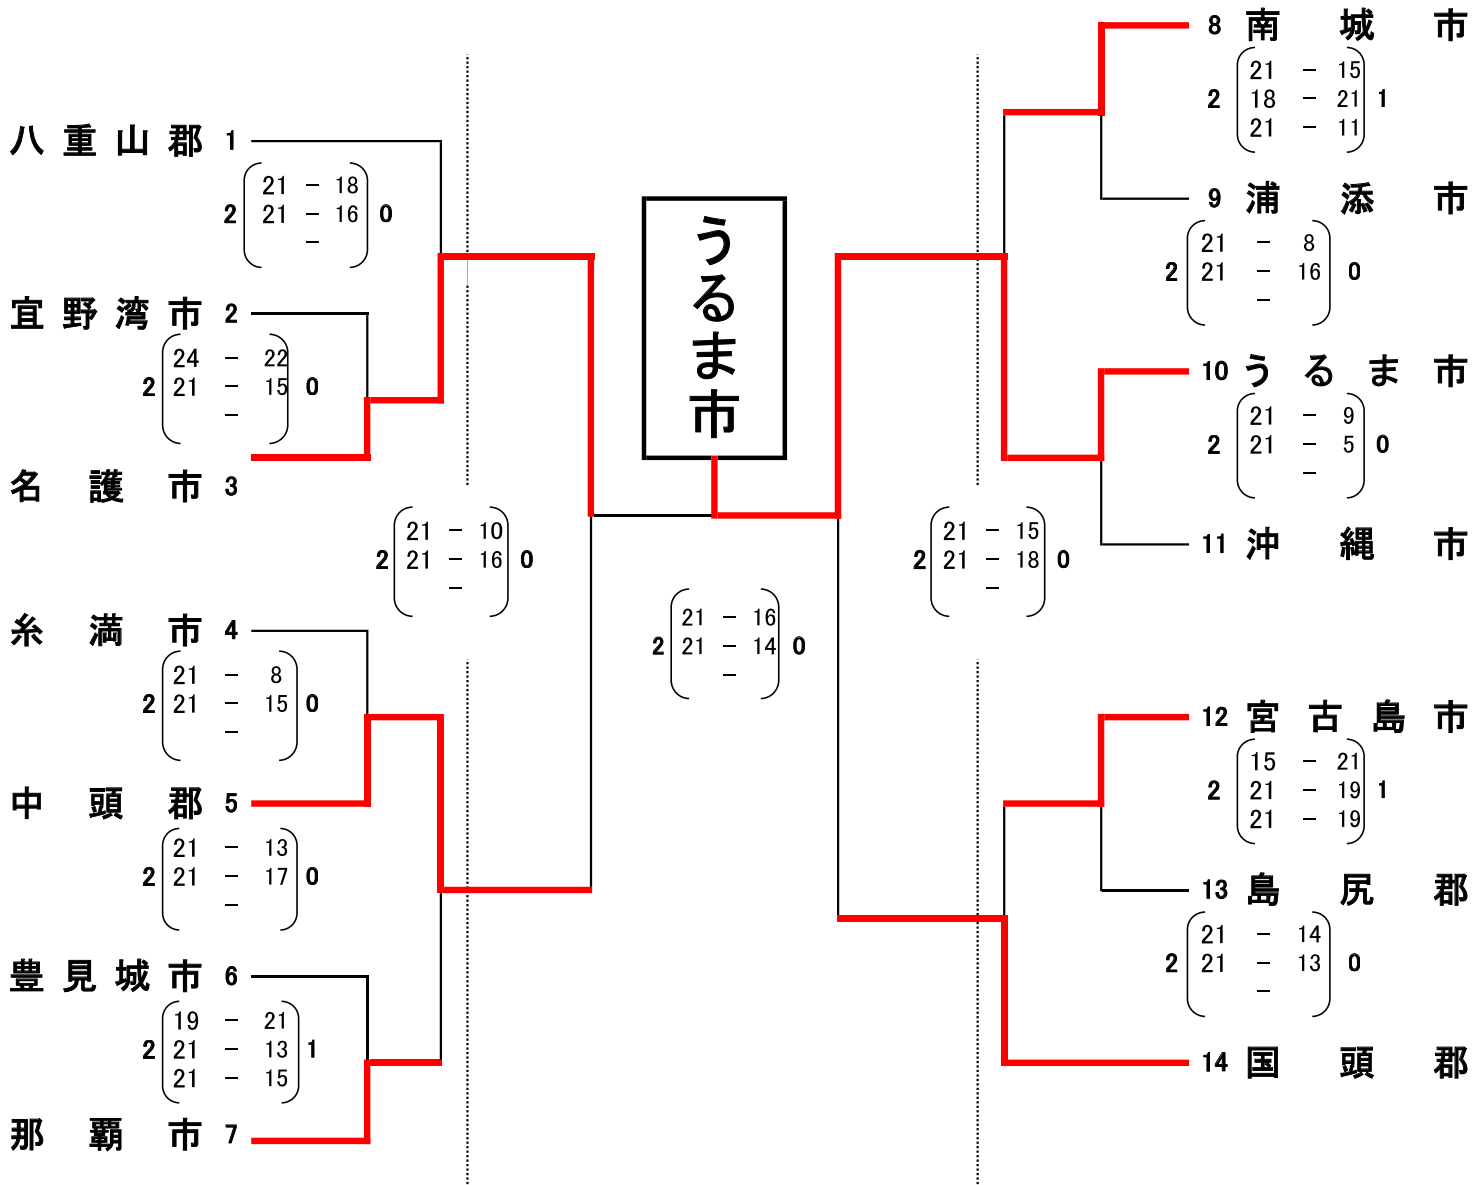 八重山郡 1
2 21 - 18 0
21 - 16
-
宜野湾市 2
24 - 22
2 21 - 15 0
-
名護市 3
21 - 10
2 21 - 16 0
-
糸満市 4
21 - 8
2 21 - 15 0
-
中頭郡 5
21 - 13
2 21 - 17 0
-
豊見城市 6
19 - 21
2 21 - 13 1
21 - 15
那覇市 7
うるま市
21 - 16
2 21 - 14 0
-
8 南城市
21 - 15
2 18 - 21 1
21 - 11
9 浦添市
21 - 8
2 21 - 16 0
-
10 うるま市
21 - 9
2 21 - 5 0
-
11 沖縄市
21 - 15
2 21 - 18 0
-
12 宮古島市
15 - 21
2 21 - 19 1
21 - 19
13 島尻郡
21 - 14
2 21 - 13 0
-
14 国頭郡